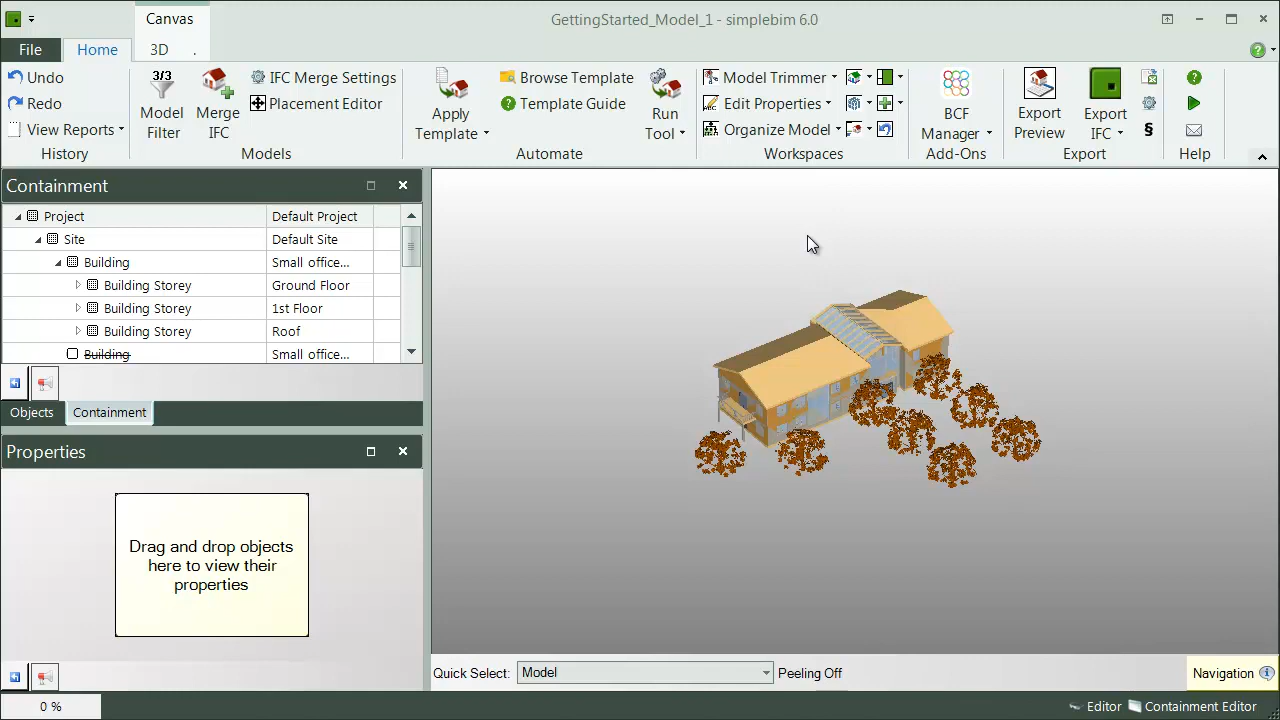 Canvas
GettingStarted_Model_1 - simplebim 6.0
File
Home
3D
Undo
Redo
View Reports
History
3/3
Model
Filter
Merge
IFC
IFC Merge Settings
Placement Editor
Models
Apply
Template
Browse Template
Template Guide
Run
Tool
Automate
Model Trimmer
Edit Properties
Organize Model
Workspaces
BCF
Manager
Add-Ons
Export
Preview
Export
IFC
§
Export
Help
Containment
Project Default Project
Site Default Site
Building Small office...
Building Storey Ground Floor
Building Storey 1st Floor
Building Storey Roof
Building Small office...
Objects
Containment
Properties
Drag and drop objects
here to view their
properties
Quick Select:
Model
Peeling Off
Navigation
0 %
Editor
Containment Editor